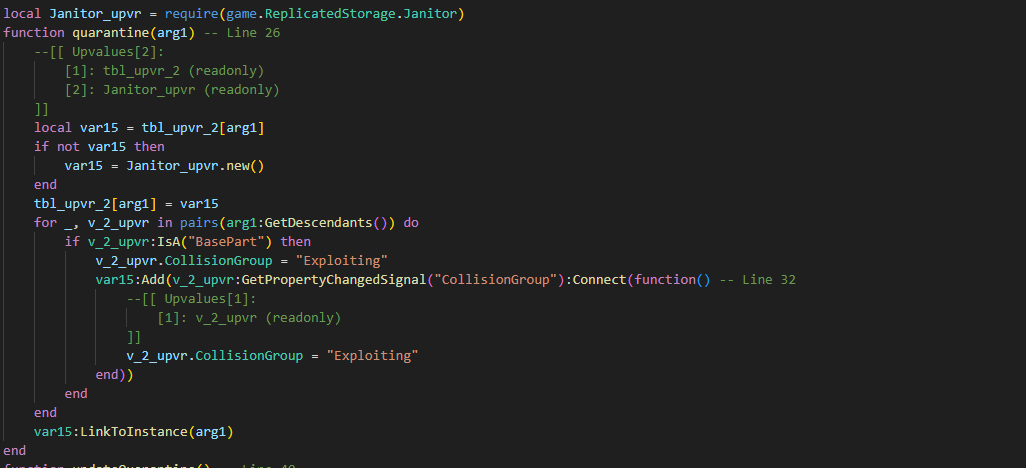 local Janitor_upvr = require(game.ReplicatedStorage.Janitor)
function quarantine(arg1) -- Line 26
--[[ Upvalues[2]:
[1]: tbl_upvr_2 (readonly)
[2]: Janitor_upvr (readonly)
]]
local var15 = tbl_upvr_2[arg1]
if not var15 then
var15 = Janitor_upvr.new()
end
tbl_upvr_2[arg1] = var15
for _, v_2_upvr in pairs(arg1:GetDescendants()) do
if v_2_upvr:IsA("BasePart") then
v_2_upvr.CollisionGroup = "Exploiting"
var15:Add(v_2_upvr:GetPropertyChangedSignal("CollisionGroup"):Connect(function() -- Line 32
--[[ Upvalues[1]:
[1]: v_2_upvr (readonly)
]]
v_2_upvr.CollisionGroup = "Exploiting"
end))
end
end
var15:LinkToInstance(arg1)
end